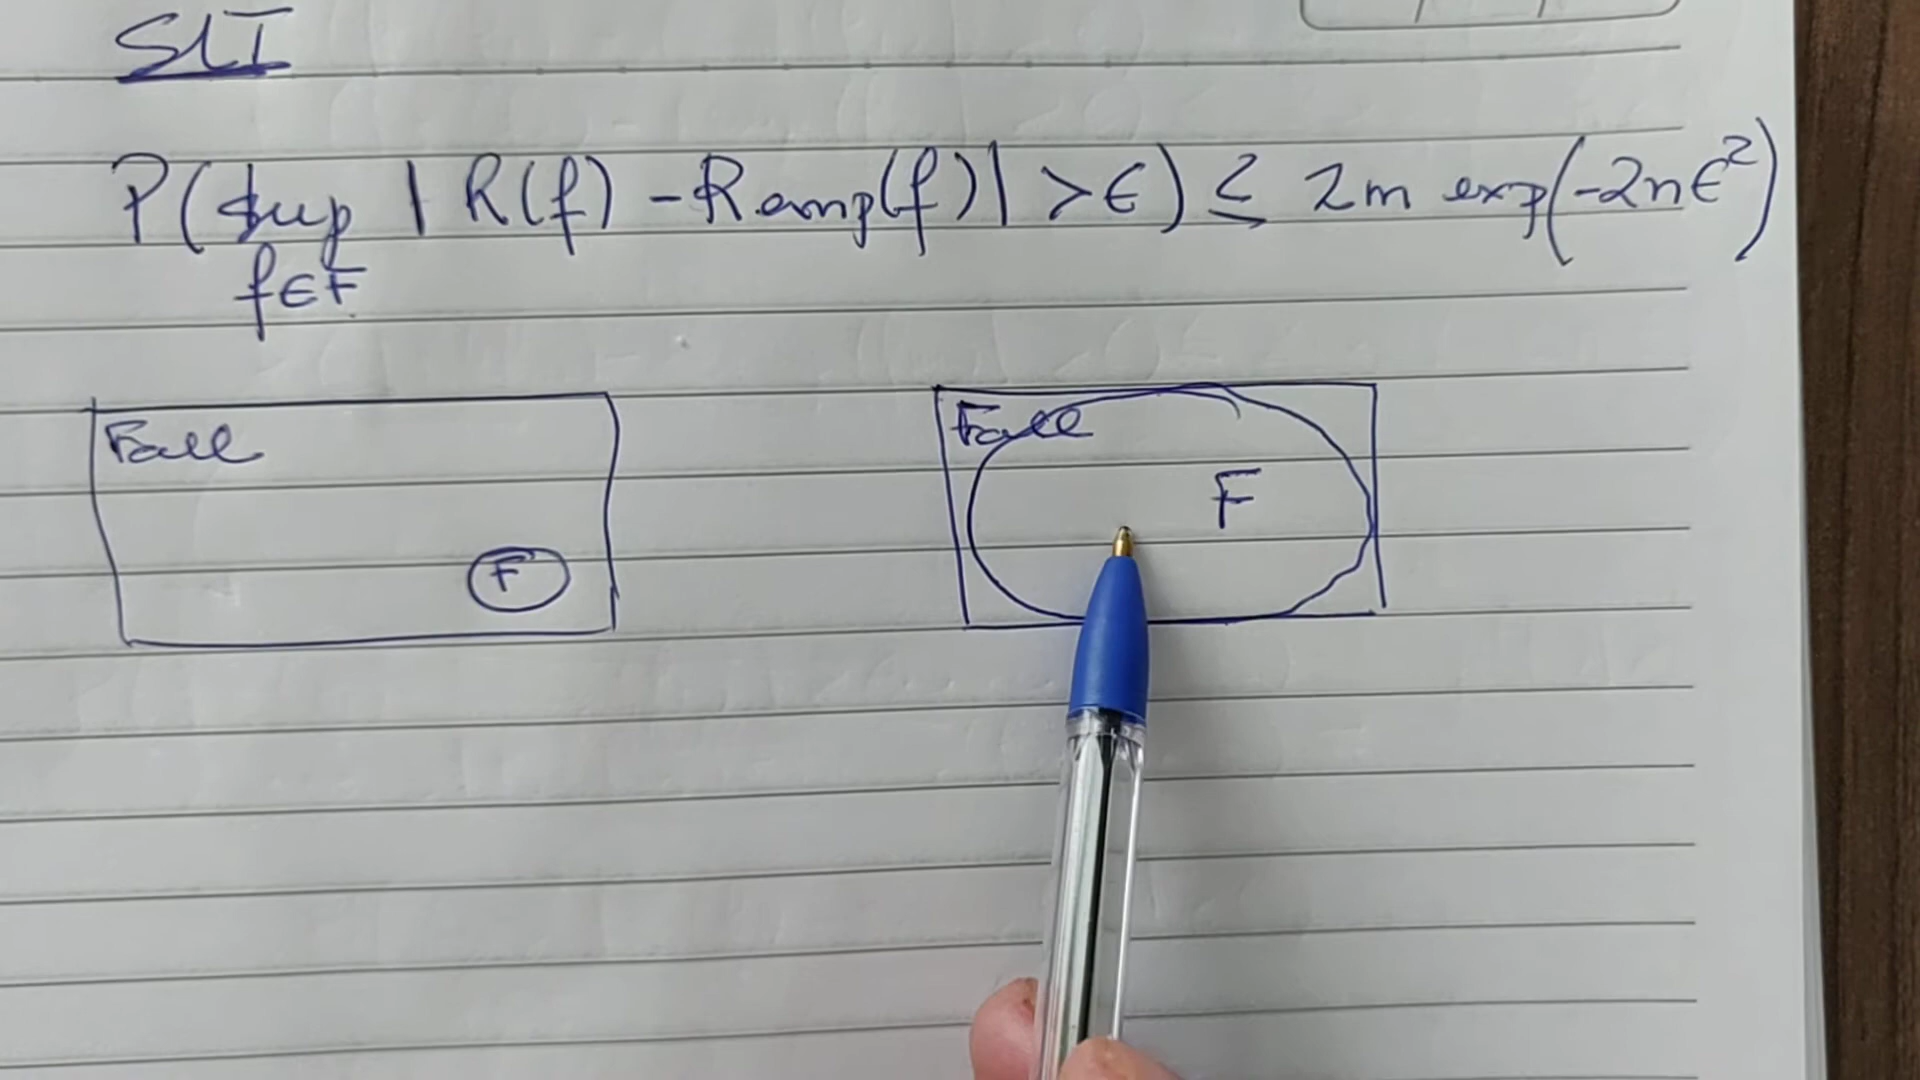 SLT
P(sup | R(f) - Remp(f)| > ϵ) ≤ 2m exp(-2nϵ²)
f∈F
Fall
Fall
F
F